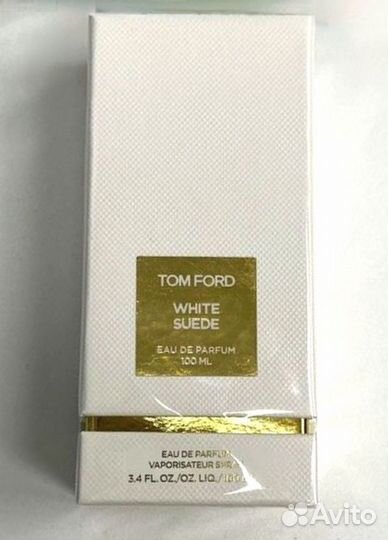 TOM FORD
WHITE
SUEDE
EAU DE PARFUM
100 ML
EAU DE PARFUM
VAPORISATEUR
3.4 FL. OZ./OZ. LIQ./
Avito